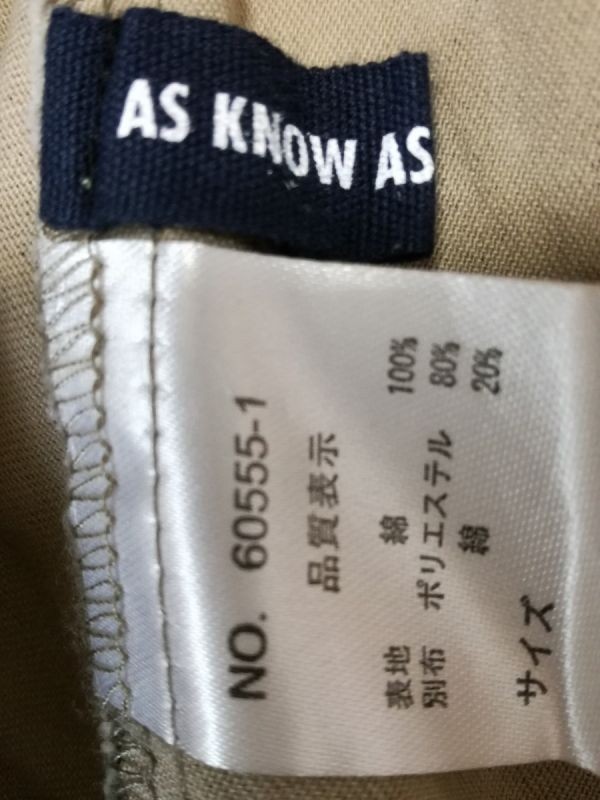 AS KNOW AS
NO. 60555-1
品質表示
表地 綿 100%
別布 ポリエステル 80%
綿 20%
サイズ